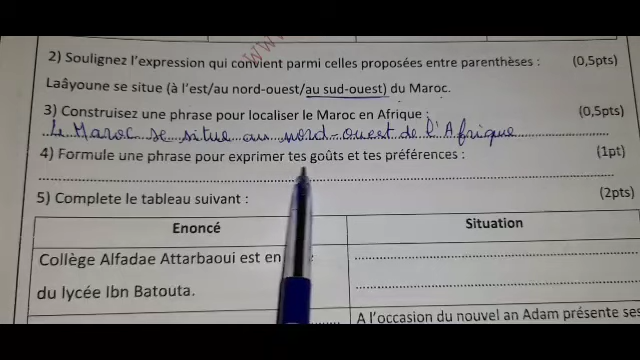 WWW
2) Soulignez l'expression qui convient parmi celles proposées entre parenthèses : (0,5pts)
Laâyoune se situe (à l'est/au nord-ouest/au sud-ouest) du Maroc.
3) Construisez une phrase pour localiser le Maroc en Afrique : (0,5pts)
Le Maroc se situe au nord-ouest de l'Afrique
4) Formule une phrase pour exprimer tes goûts et tes préférences : (1pt)
5) Complete le tableau suivant : (2pts)
Enoncé Situation
Collège Alfadae Attarbaoui est en
du lycée Ibn Batouta.
A l'occasion du nouvel an Adam présente ses